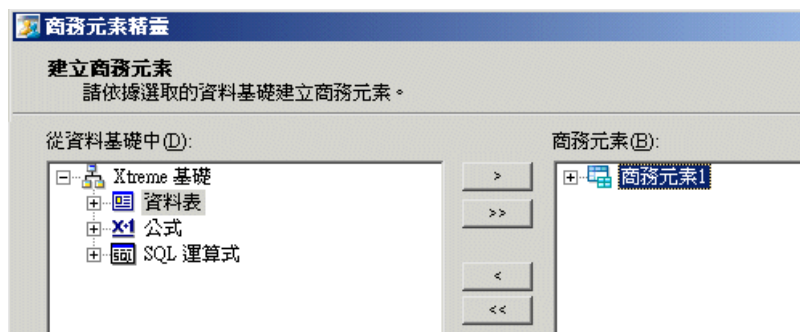 商務元素精靈
建立商務元素
請依據選取的資料基礎建立商務元素。
從資料基礎中(D):
商務元素(B):
Xtreme 基礎
資料表
X+1 公式
SQL SQL 運算式
>
>>
<
<<
商務元素1